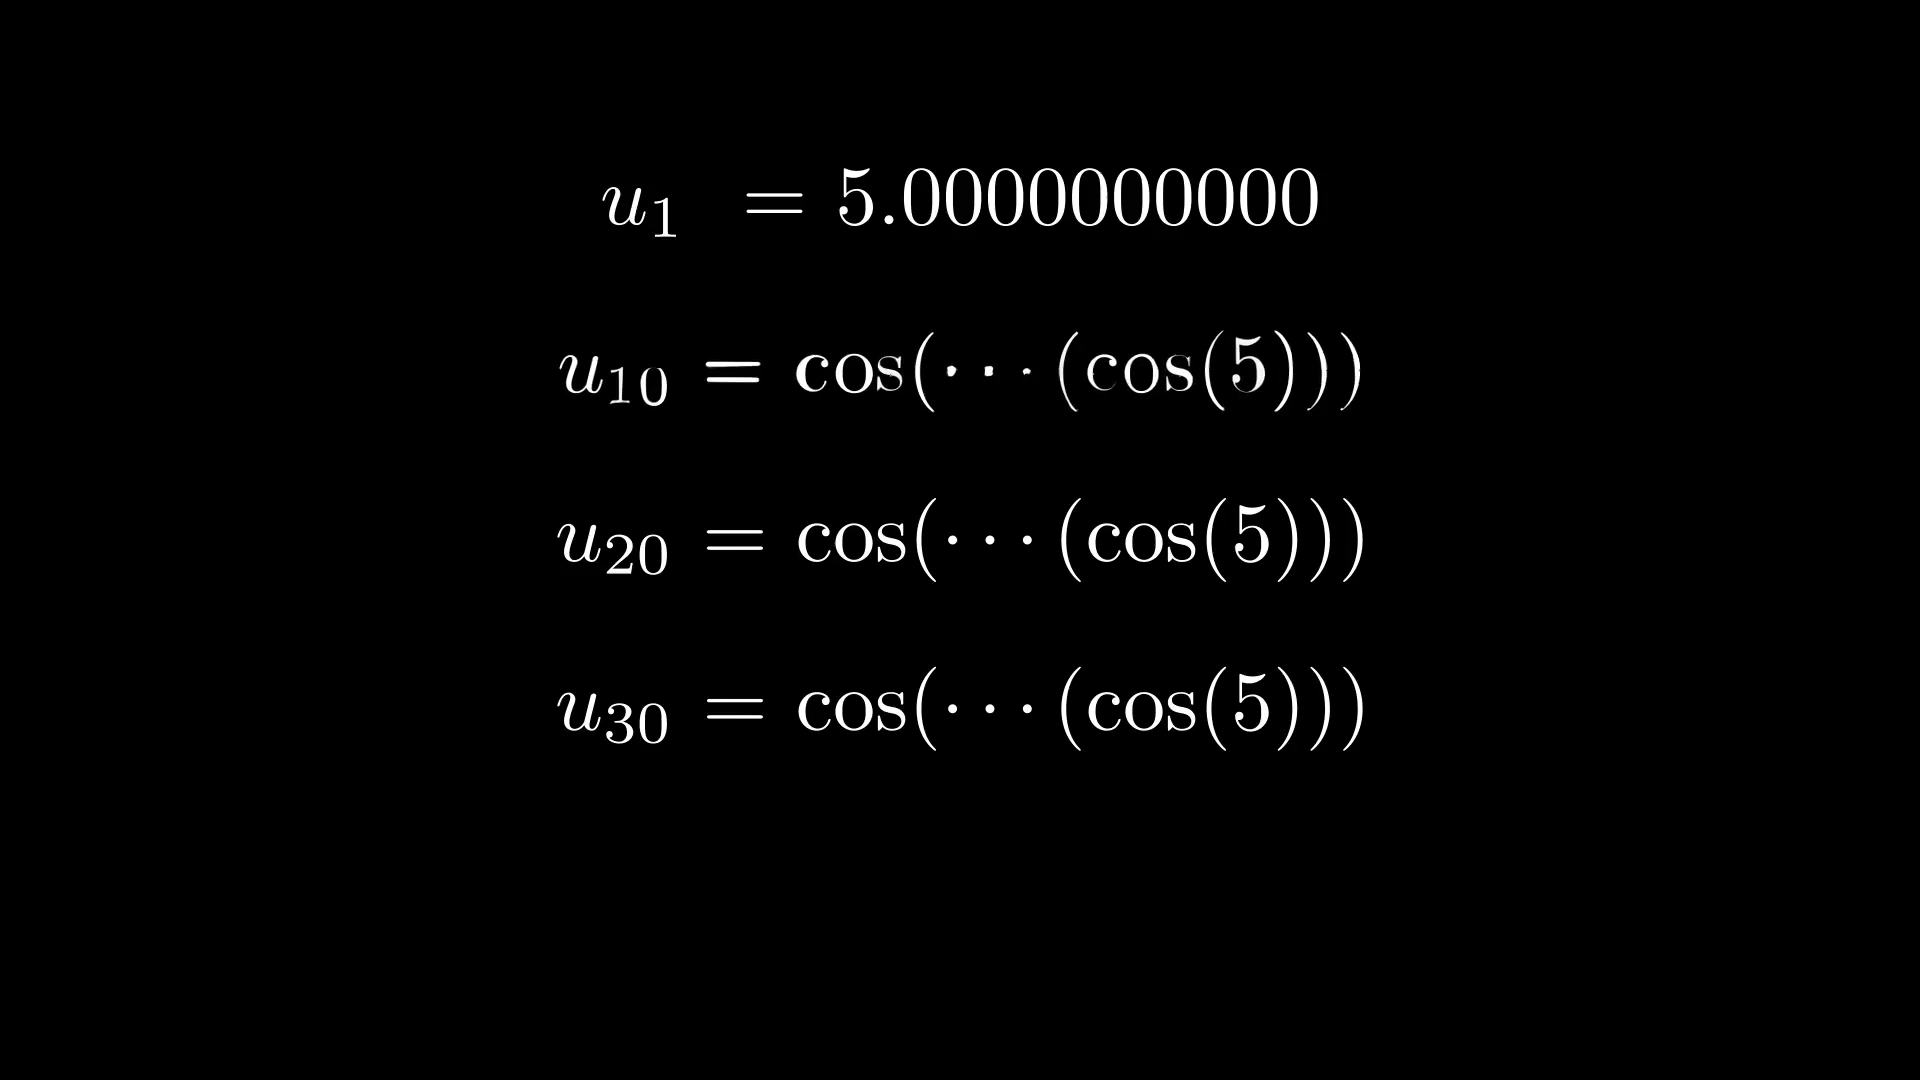 u₁ = 5.0000000000
u₁₀ = cos(⋯(cos(5)))
u₂₀ = cos(⋯(cos(5)))
u₃₀ = cos(⋯(cos(5)))